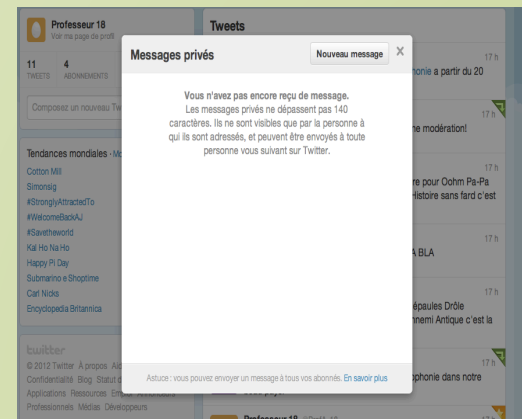 Professeur 18
Voir ma page de profil
11
TWEETS
4
ABONNEMENTS
Composez un nouveau Tw
Tendances mondiales · Mo
Cotton Mill
Simonsig
#StronglyAttractedTo
#WelcomeBackAJ
#Savetheworld
Kal Ho Na Ho
Happy Pi Day
Submarino e Shoptime
Carl Nicks
Encyclopedia Britannica
twitter
© 2012 Twitter À propos Aid
Confidentialité Blog Statut d
Applications Ressources Emploi Annonceurs
Professionnels Médias Développeurs
Tweets
17 h
honie a partir du 20
17 h
ne modération!
17 h
re pour Oohm Pa-Pa
Histoire sans fard c'est
17 h
A BLA
17 h
épaules Drôle
nnemi Antique c'est la
17 h
ophonie dans notre
Professeur 18
17 h
Messages privés
Nouveau message
X
Vous n'avez pas encore reçu de message.
Les messages privés ne dépassent pas 140
caractères. Ils ne sont visibles que par la personne à
qui ils sont adressés, et peuvent être envoyés à toute
personne vous suivant sur Twitter.
Astuce : vous pouvez envoyer un message à tous vos abonnés. En savoir plus